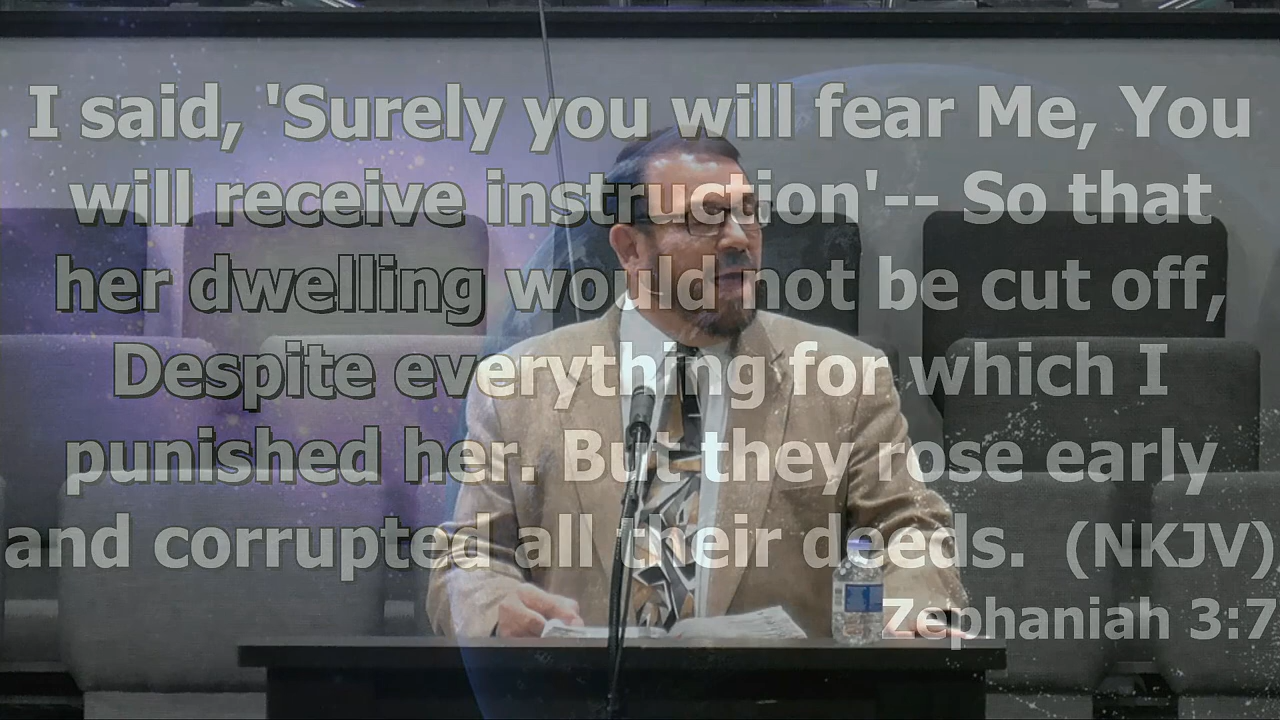 I said, 'Surely you will fear Me, You
will receive instruction'-- So that
her dwelling would not be cut off,
Despite everything for which I
punished her. But they rose early
and corrupted all their deeds. (NKJV)
Zephaniah 3:7